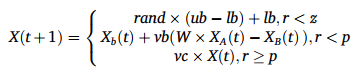 rand × (ub − lb) + lb, r < z
X(t + 1) = { X_b(t) + vb(W × X_A(t) − X_B(t)), r < p
vc × X(t), r ≥ p